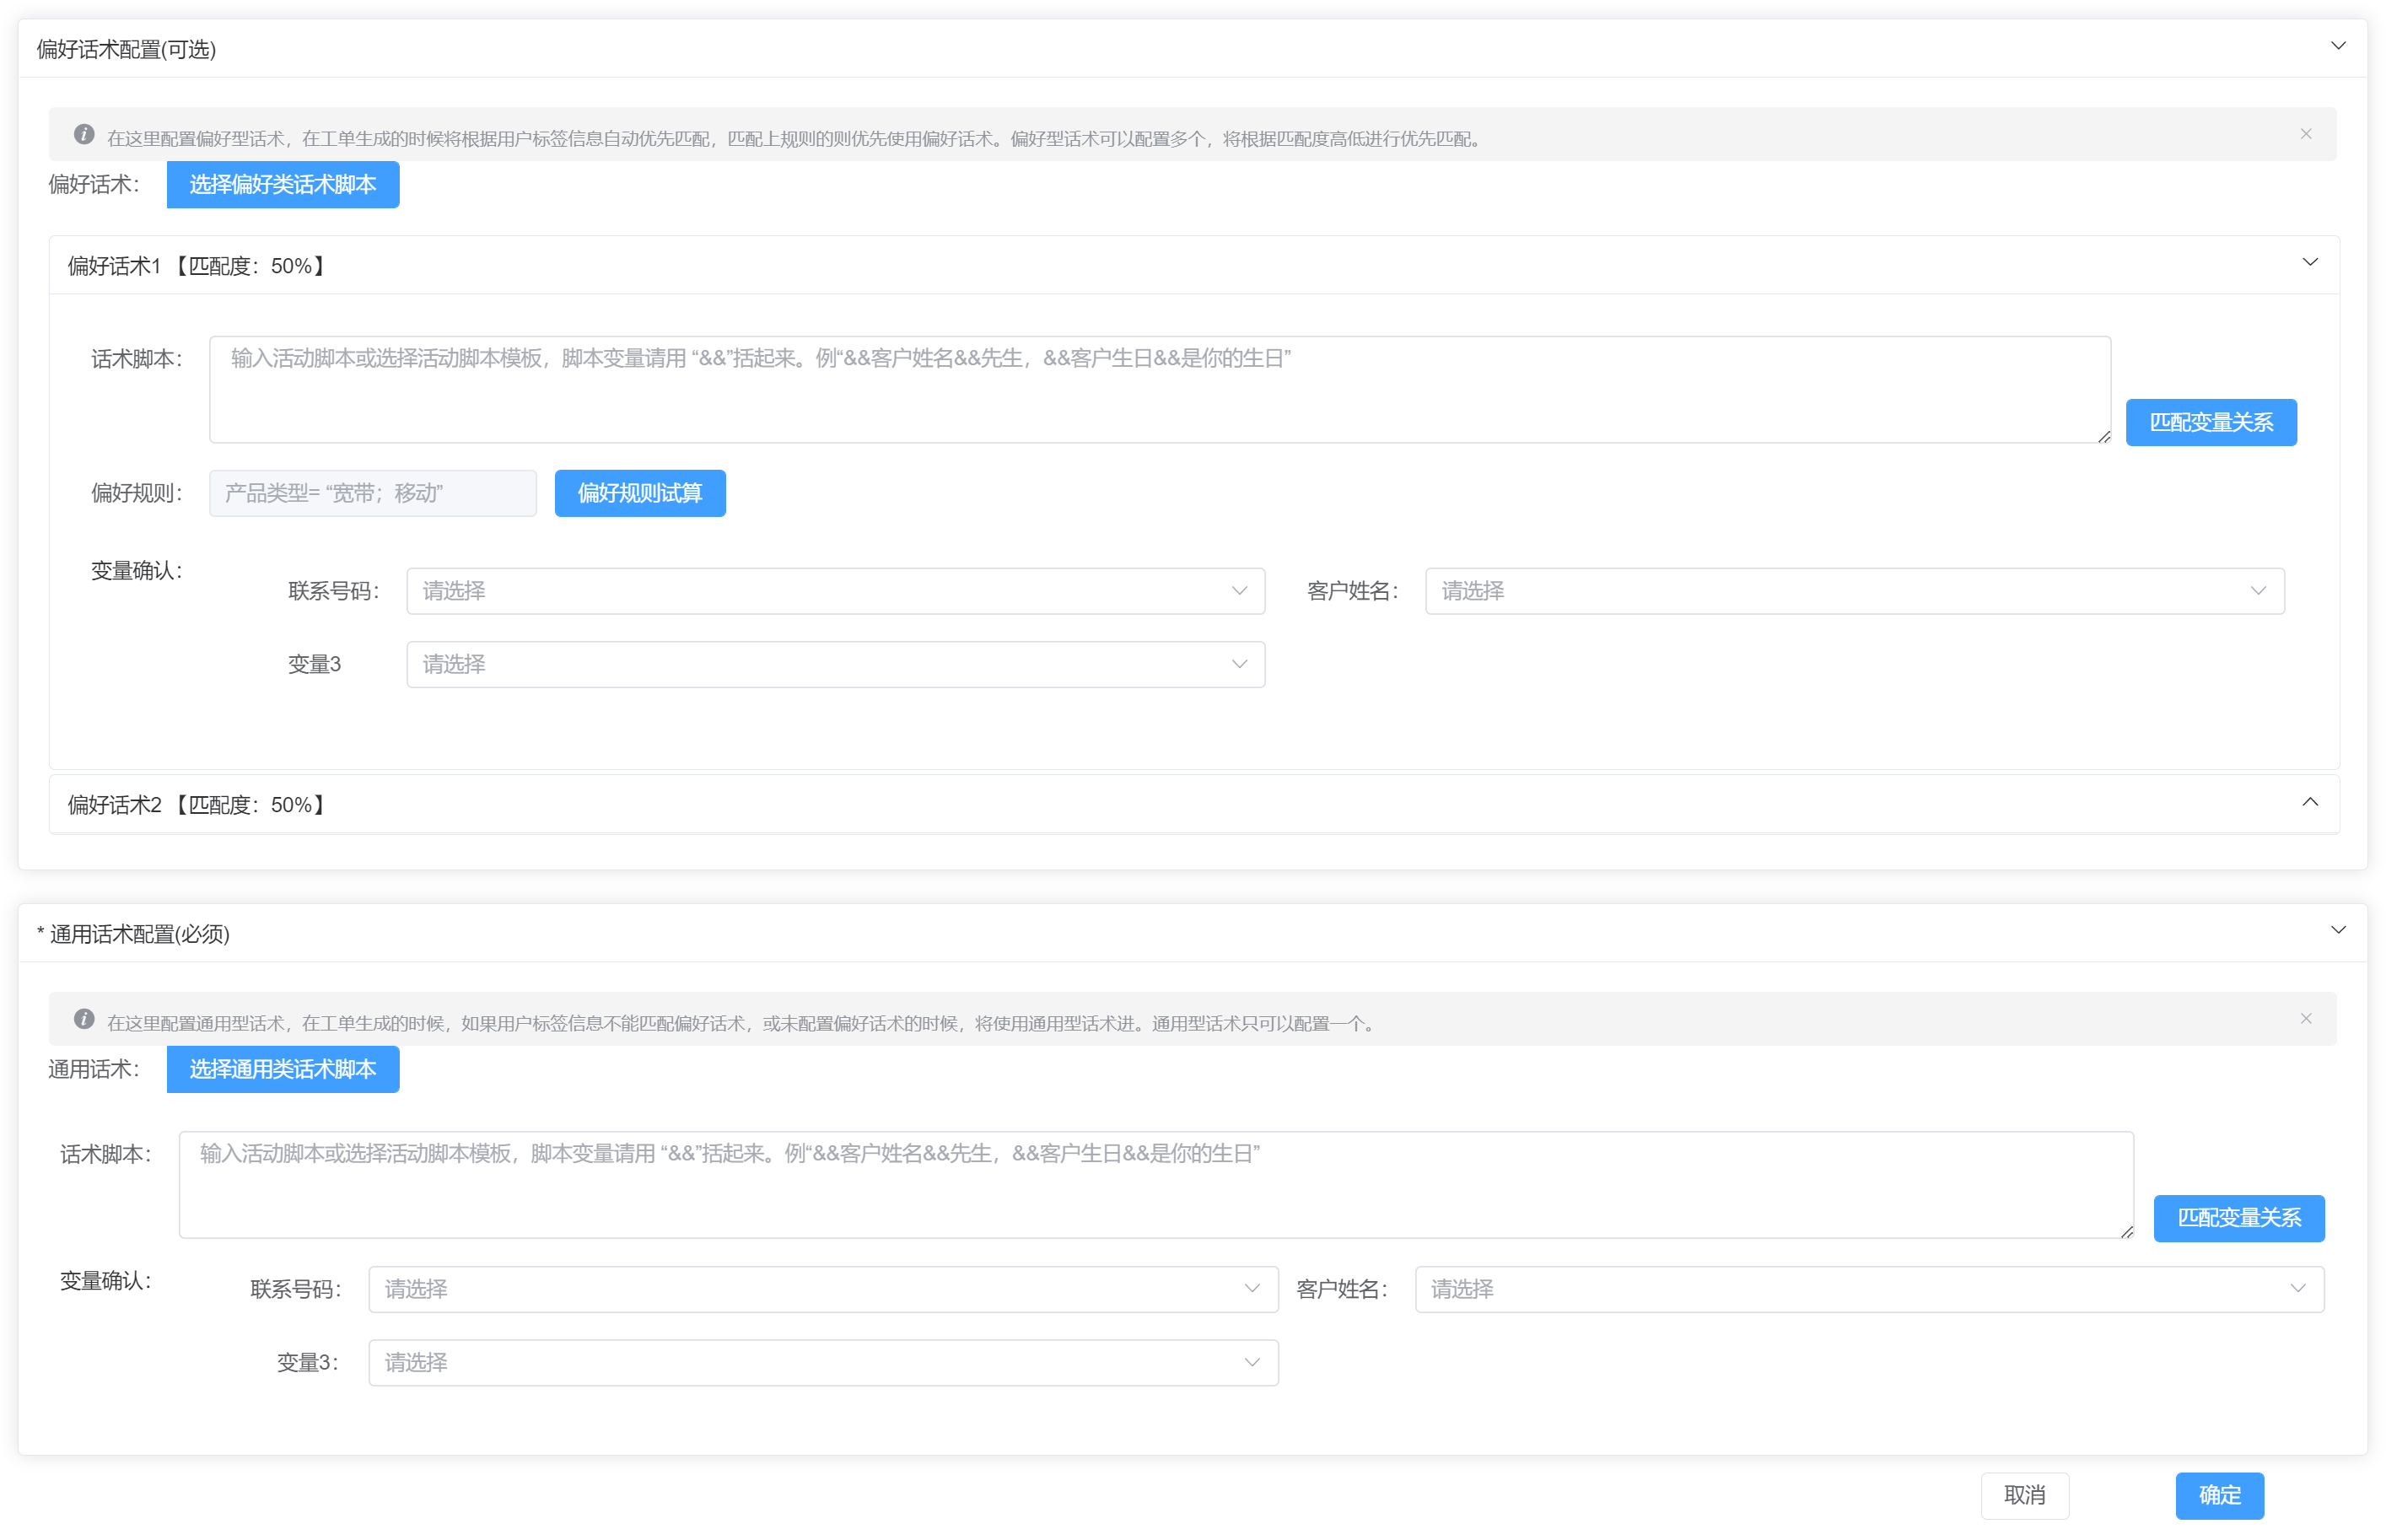 偏好话术配置(可选)
在这里配置偏好型话术，在工单生成的时候将根据用户标签信息自动优先匹配，匹配上规则的则优先使用偏好话术。偏好型话术可以配置多个，将根据匹配度高低进行优先匹配。
偏好话术： 选择偏好类话术脚本
偏好话术1 【匹配度：50%】
话术脚本： 输入活动脚本或选择活动脚本模板，脚本变量请用 “&&”括起来。例“&&客户姓名&&先生，&&客户生日&&是你的生日”
匹配变量关系
偏好规则： 产品类型= “宽带；移动” 偏好规则试算
变量确认：
联系号码： 请选择 客户姓名： 请选择
变量3 请选择
偏好话术2 【匹配度：50%】
* 通用话术配置(必须)
在这里配置通用型话术，在工单生成的时候，如果用户标签信息不能匹配偏好话术，或未配置偏好话术的时候，将使用通用型话术进。通用型话术只可以配置一个。
通用话术： 选择通用类话术脚本
话术脚本： 输入活动脚本或选择活动脚本模板，脚本变量请用 “&&”括起来。例“&&客户姓名&&先生，&&客户生日&&是你的生日”
匹配变量关系
变量确认： 联系号码： 请选择 客户姓名： 请选择
变量3： 请选择
取消 确定